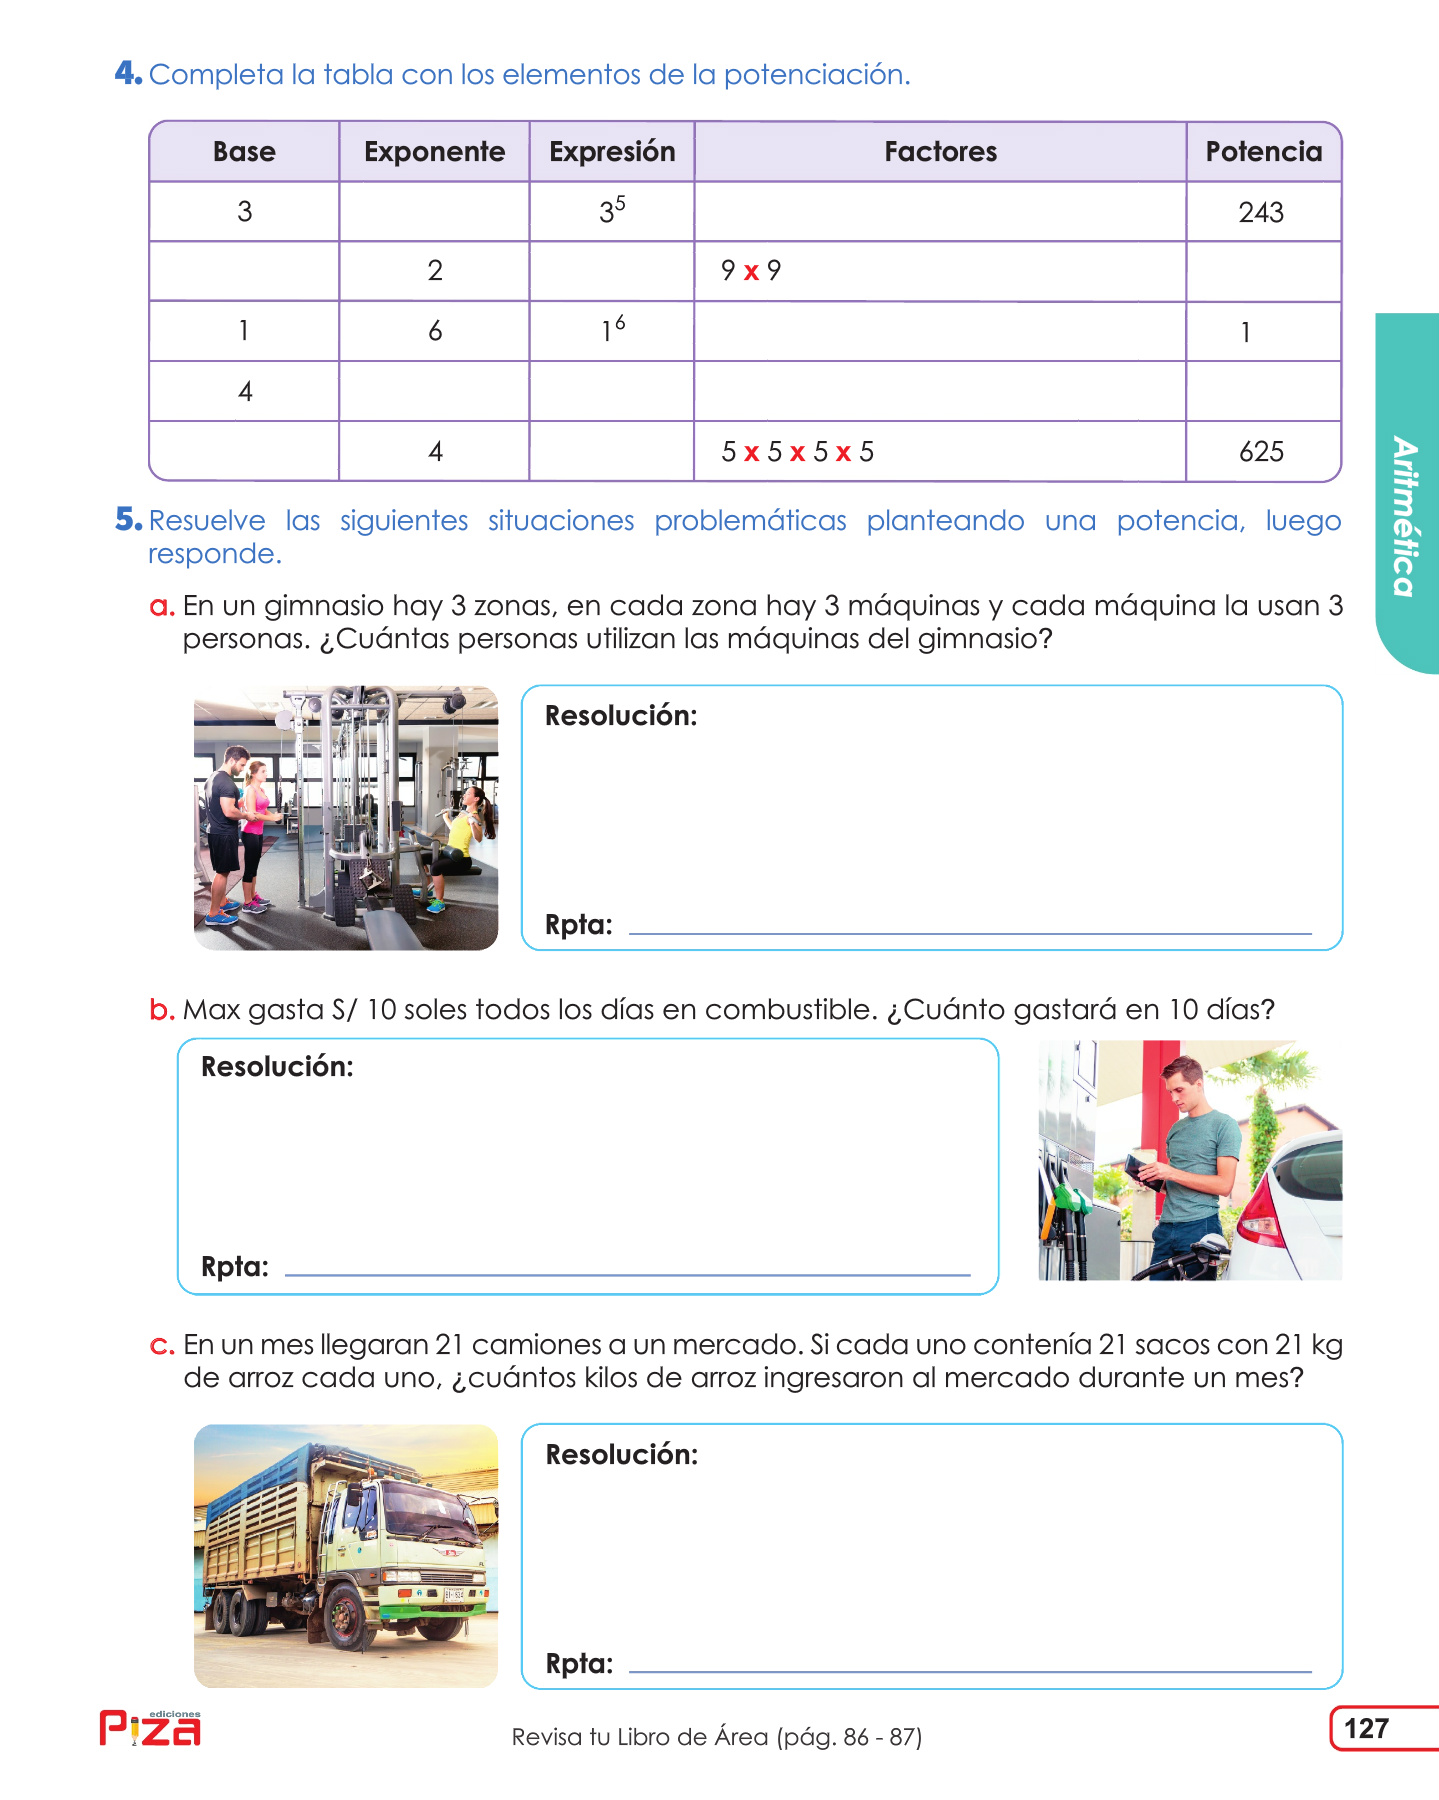 4. Completa la tabla con los elementos de la potenciación.
Base Exponente Expresión Factores Potencia
3 3⁵ 243
2 9 x 9
1 6 1⁶ 1
4
4 5 x 5 x 5 x 5 625
5. Resuelve las siguientes situaciones problemáticas planteando una potencia, luego
responde.
a. En un gimnasio hay 3 zonas, en cada zona hay 3 máquinas y cada máquina la usan 3
personas. ¿Cuántas personas utilizan las máquinas del gimnasio?
Resolución:
Rpta:
b. Max gasta S/ 10 soles todos los días en combustible. ¿Cuánto gastará en 10 días?
Resolución:
Rpta:
c. En un mes llegaran 21 camiones a un mercado. Si cada uno contenía 21 sacos con 21 kg
de arroz cada uno, ¿cuántos kilos de arroz ingresaron al mercado durante un mes?
Resolución:
Rpta:
Aritmética
ediciones
Piza
Revisa tu Libro de Área (pág. 86 - 87)
127